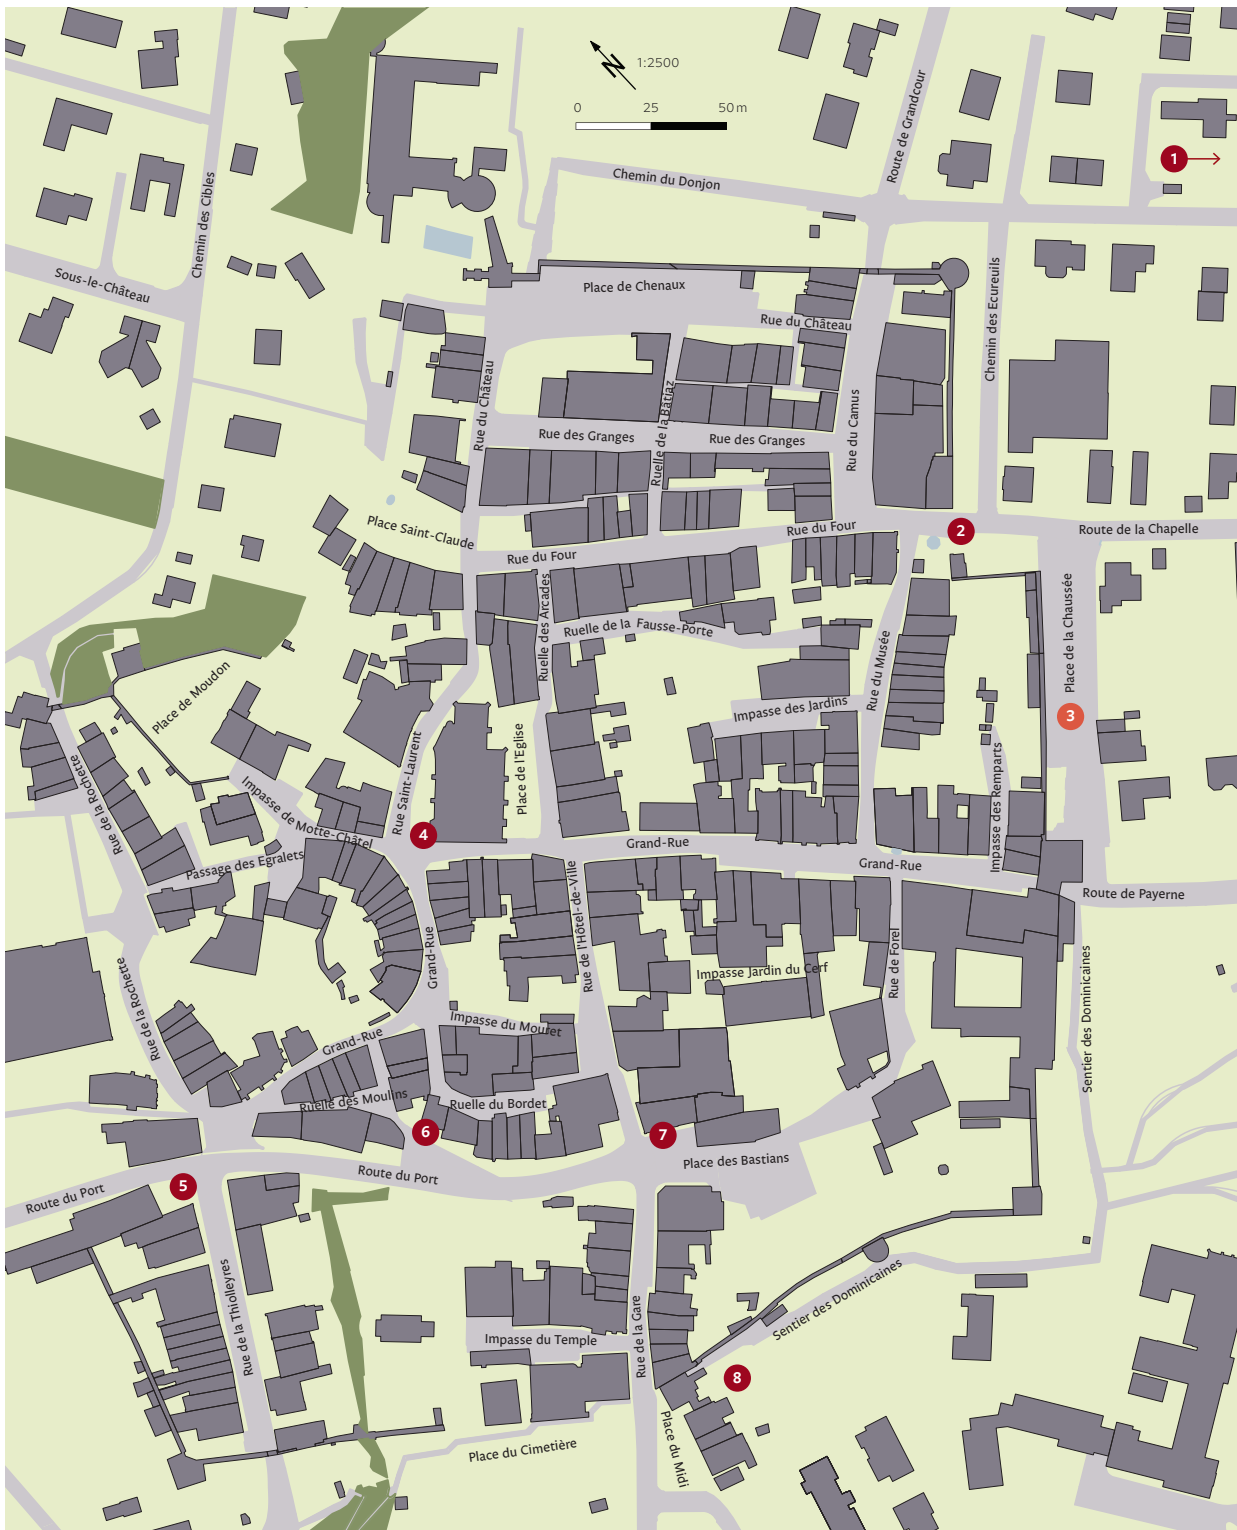 N
1:2500
0 25 50 m
1
Route de Grandcour
Chemin du Donjon
Chemin des Cibles
Sous-le-Château
Place de Chenaux
Rue du Château
Chemin des Ecureuils
Rue du Château
Rue du Camus
Ruelle de la Bâtiaz
Rue des Granges
Rue des Granges
Place Saint-Claude
Rue du Four
Rue du Four
2
Route de la Chapelle
Ruelle des Arcades
Ruelle de la Fausse-Porte
Place de la Chaussée
Rue du Musée
Place de Moudon
Impasse des Jardins
3
Place de l'Eglise
Rue Saint-Laurent
Impasse des Remparts
Rue de la Rochette
Impasse de Motte-Châtel
4
Grand-Rue
Grand-Rue
Passage des Egralets
Route de Payerne
Rue de l'Hôtel-de-Ville
Grand-Rue
Rue de Fore
Impasse Jardin du Cerf
Sentier des Dominicaines
Rue de la Rochette
Impasse du Mouret
Grand-Rue
Ruelle des Moulins
Ruelle du Bordet
6
7
Place des Bastians
5
Route du Port
Route du Port
Rue de la Thiolleyres
Sentier des Dominicaines
Impasse du Temple
Rue de la Gare
8
Place du Cimetière
Place du Midi